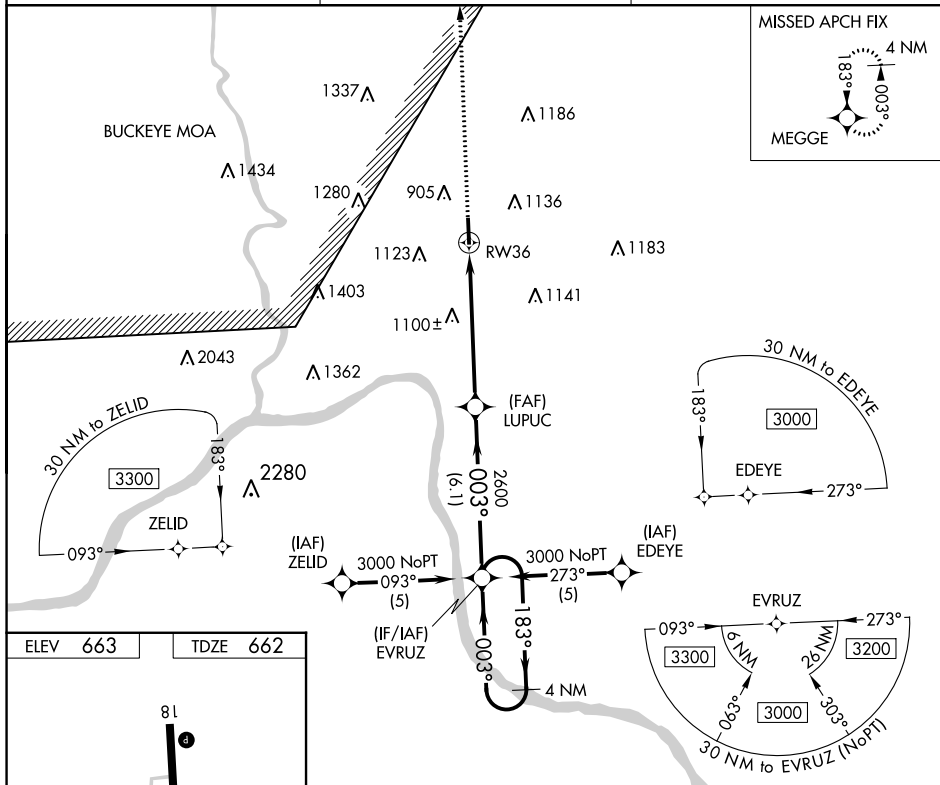 MISSED APCH FIX
4 NM
183°
003°
MEGGE
1337
1186
BUCKEYE MOA
1434
1280
905
1136
1123
RW36
1183
1403
1141
1100±
2043
1362
30 NM to ZELID
183°
3300
ZELID
093°
2280
(FAF)
LUPUC
2600
003°
(6.1)
30 NM to EDEYE
183°
3000
EDEYE
273°
(IAF)
ZELID
3000 NoPT
093°
(5)
3000 NoPT
273°
(5)
(IAF)
EDEYE
(IF/IAF)
EVRUZ
183°
003°
4 NM
EVRUZ
093°
273°
6 NM
26 NM
3300
3200
063°
303°
3000
30 NM to EVRUZ (NoPT)
ELEV 663
TDZE 662
18
P